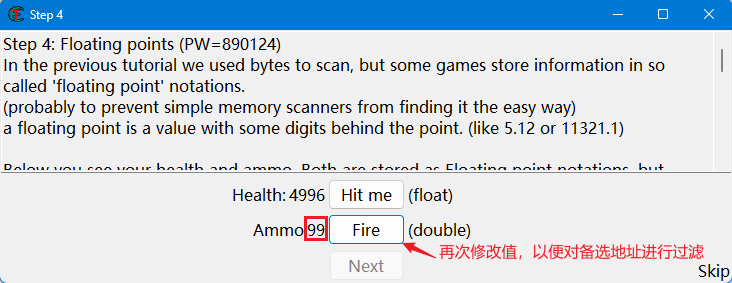 Step 4
Step 4: Floating points (PW=890124)
In the previous tutorial we used bytes to scan, but some games store information in so
called 'floating point' notations.
(probably to prevent simple memory scanners from finding it the easy way)
a floating point is a value with some digits behind the point. (like 5.12 or 11321.1)
Below you see your health and ammo. Both are stored as Floating point notations, but
Health: 4996 Hit me (float)
Ammo 99 Fire (double)
再次修改值，以便对备选地址进行过滤
Next
Skip